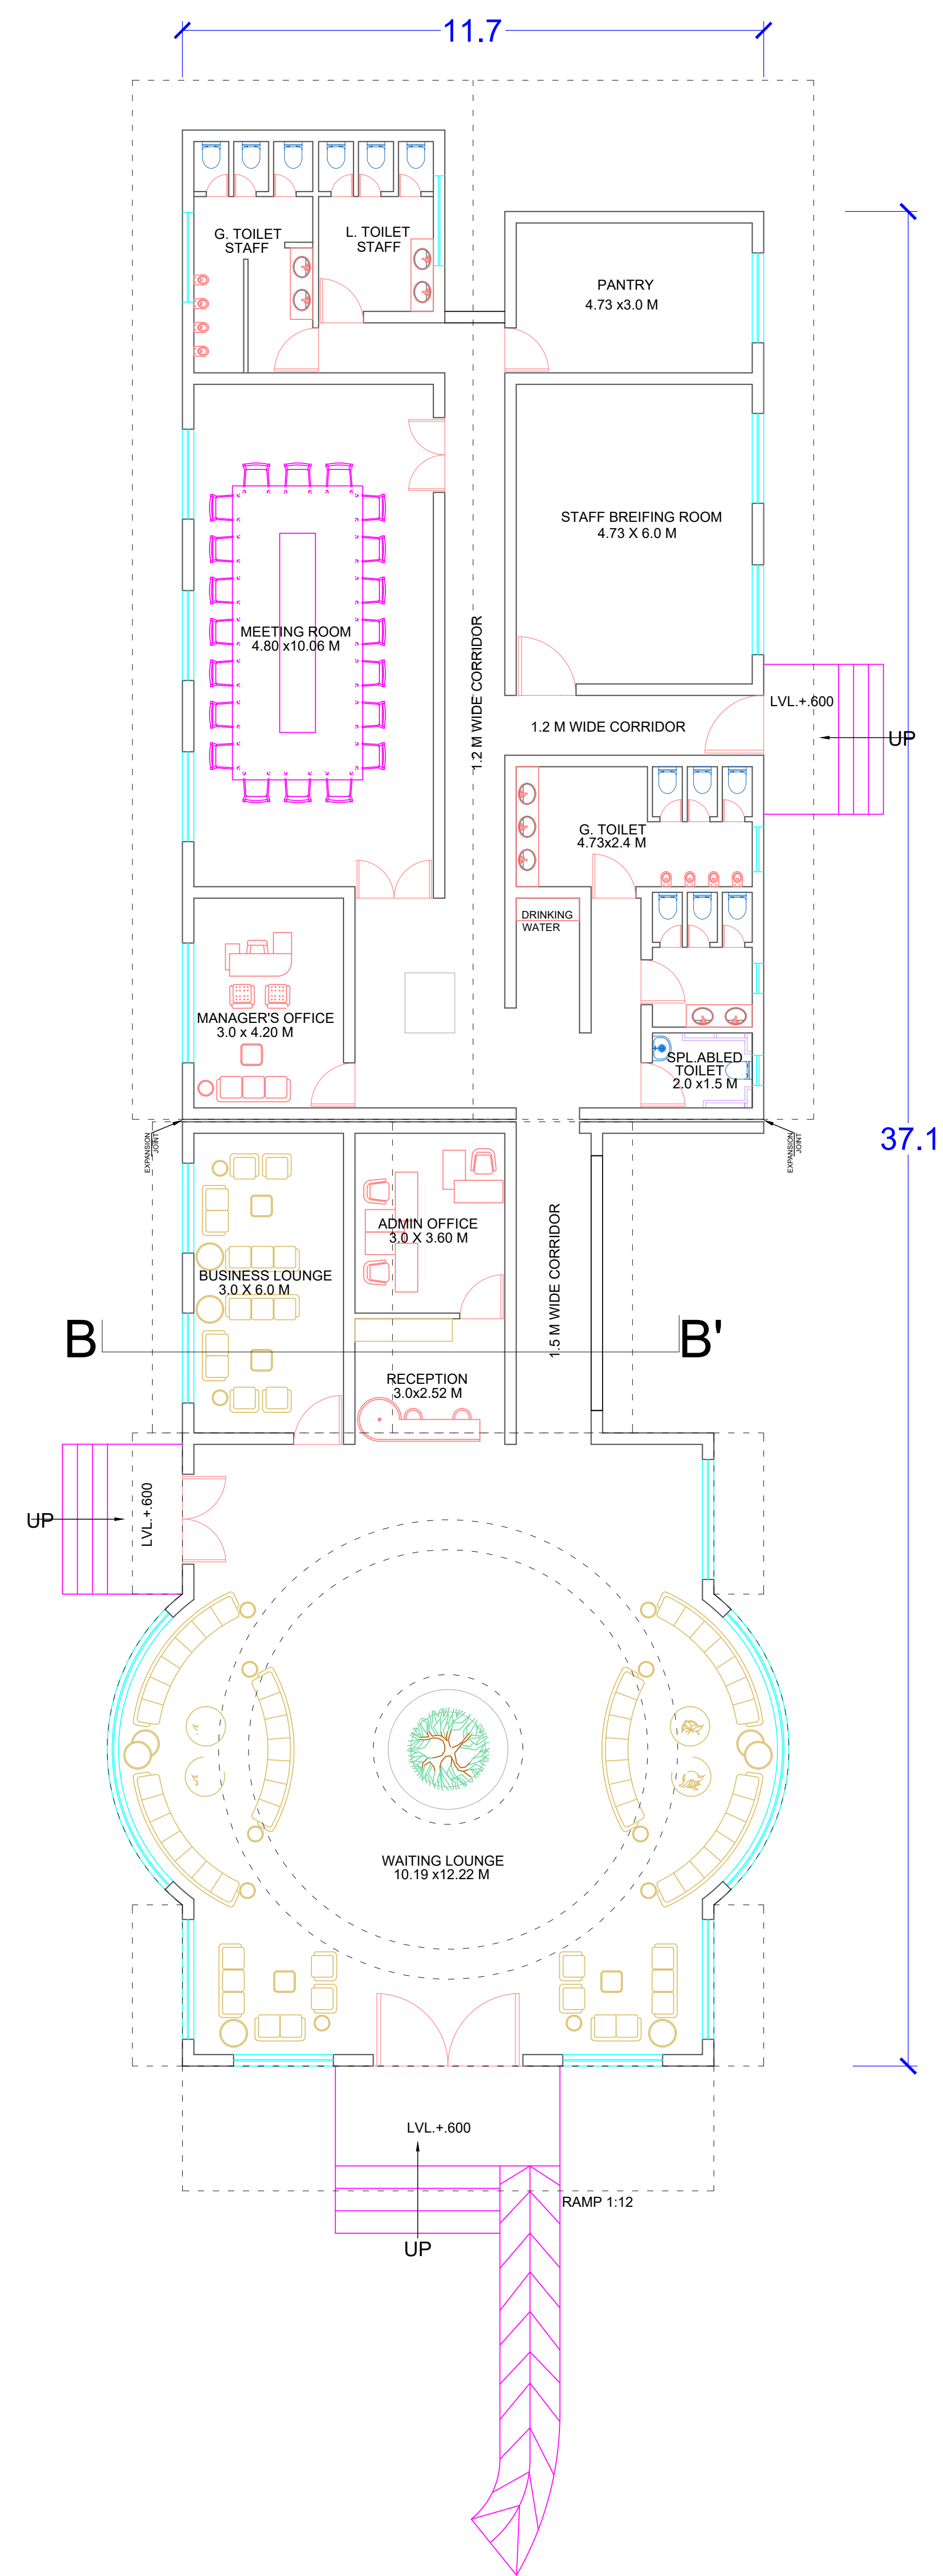 11.7
G. TOILET
STAFF
L. TOILET
STAFF
PANTRY
4.73 x3.0 M
STAFF BREIFING ROOM
4.73 X 6.0 M
MEETING ROOM
4.80 x10.06 M
1.2 M WIDE CORRIDOR
1.2 M WIDE CORRIDOR
LVL.+.600
UP
G. TOILET
4.73x2.4 M
DRINKING
WATER
MANAGER'S OFFICE
3.0 x 4.20 M
SPL.ABLED
TOILET
2.0 x1.5 M
EXPANSION
JOINT
EXPANSION
JOINT
37.1
ADMIN OFFICE
3.0 X 3.60 M
BUSINESS LOUNGE
3.0 X 6.0 M
1.5 M WIDE CORRIDOR
B
B'
RECEPTION
3.0x2.52 M
UP
LVL.+.600
WAITING LOUNGE
10.19 x12.22 M
LVL.+.600
RAMP 1:12
UP